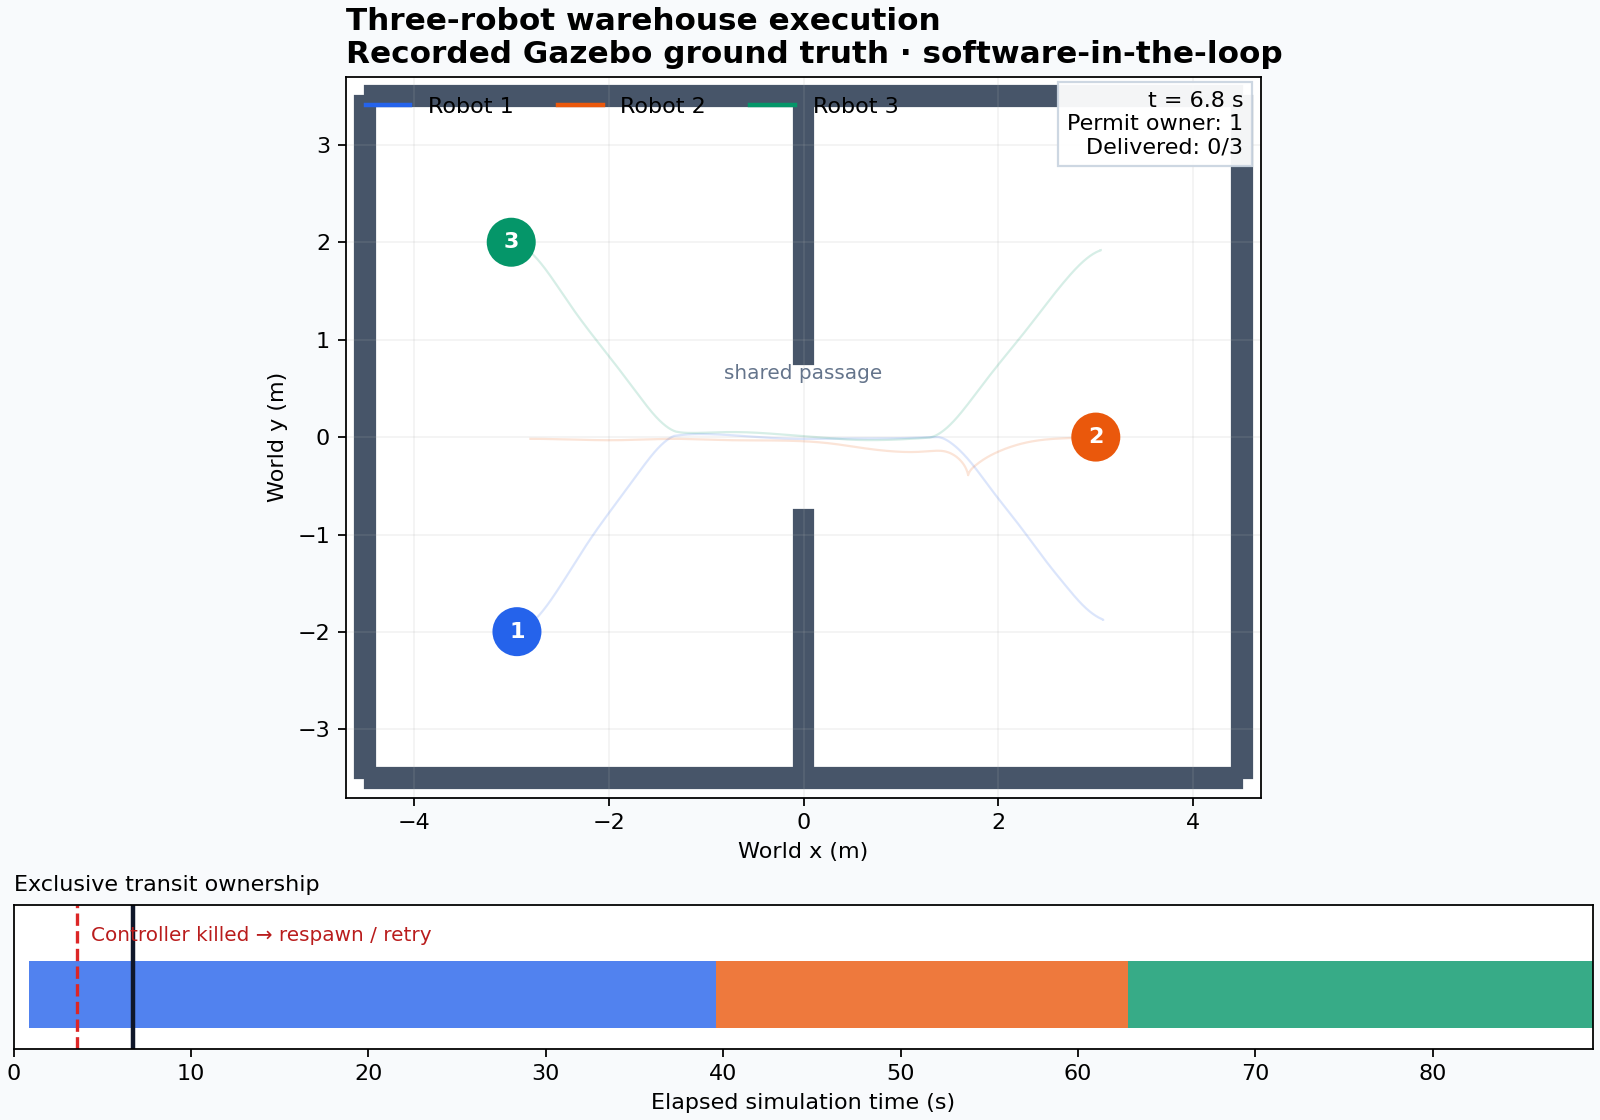 Three-robot warehouse execution
Recorded Gazebo ground truth · software-in-the-loop
Robot 1
Robot 2
Robot 3
t = 6.8 s
Permit owner: 1
Delivered: 0/3
3
2
1
0
−1
−2
−3
World y (m)
3
shared passage
2
1
−4
−2
0
2
4
World x (m)
Exclusive transit ownership
Controller killed → respawn / retry
0
10
20
30
40
50
60
70
80
Elapsed simulation time (s)